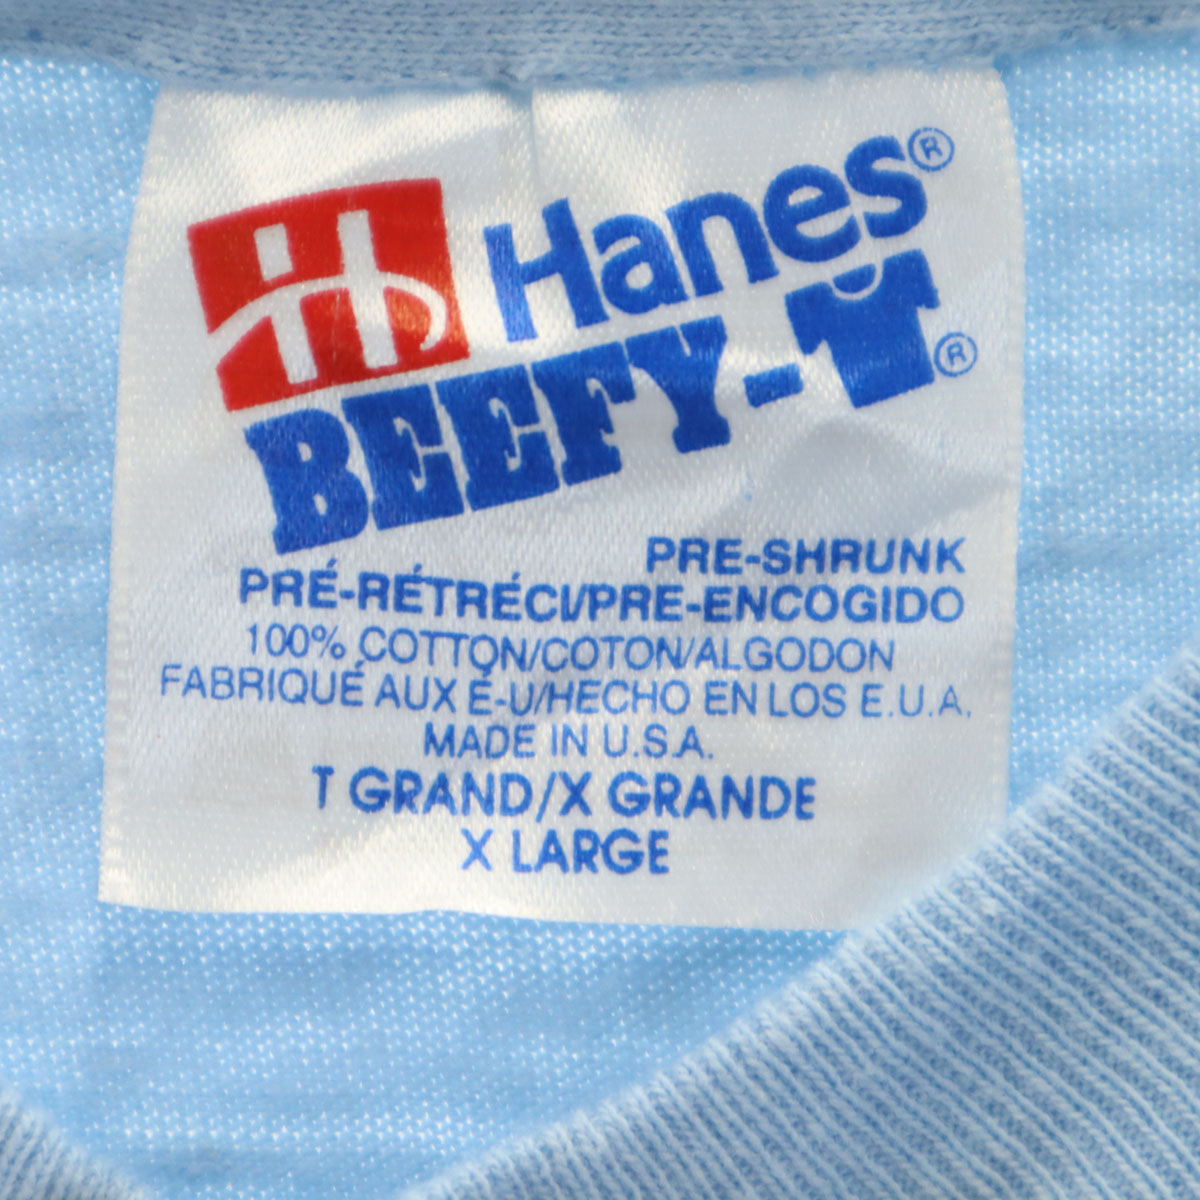 Hanes®
BEEFY-T®
PRE-SHRUNK
PRÉ-RÉTRÉCI/PRE-ENCOGIDO
100% COTTON/COTON/ALGODON
FABRIQUÉ AUX É-U/HECHO EN LOS E.U.A.
MADE IN U.S.A.
T GRAND/X GRANDE
X LARGE